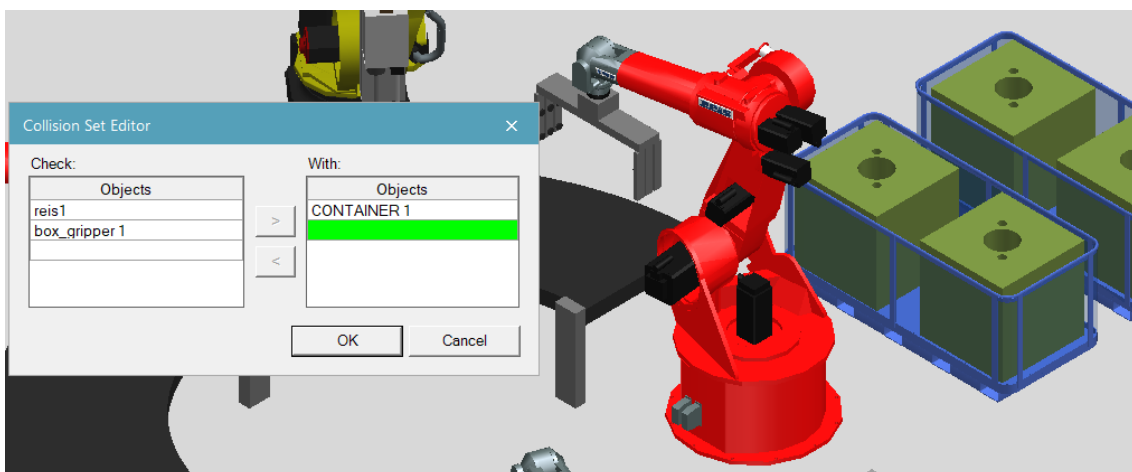 Collision Set Editor
Check:
With:
Objects
Objects
reis1
CONTAINER 1
box_gripper 1
>
<
OK
Cancel